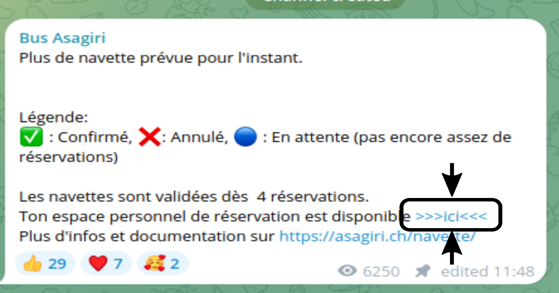 Channel created
Bus Asagiri
Plus de navette prévue pour l'instant.
Légende:
✅ : Confirmé, ❌: Annulé, 🔵 : En attente (pas encore assez de
réservations)
Les navettes sont validées dès 4 réservations.
Ton espace personnel de réservation est disponible >>>ici<<<
Plus d'infos et documentation sur https://asagiri.ch/navette/
👍 29 ❤️ 7 🥰 2
6250 edited 11:48